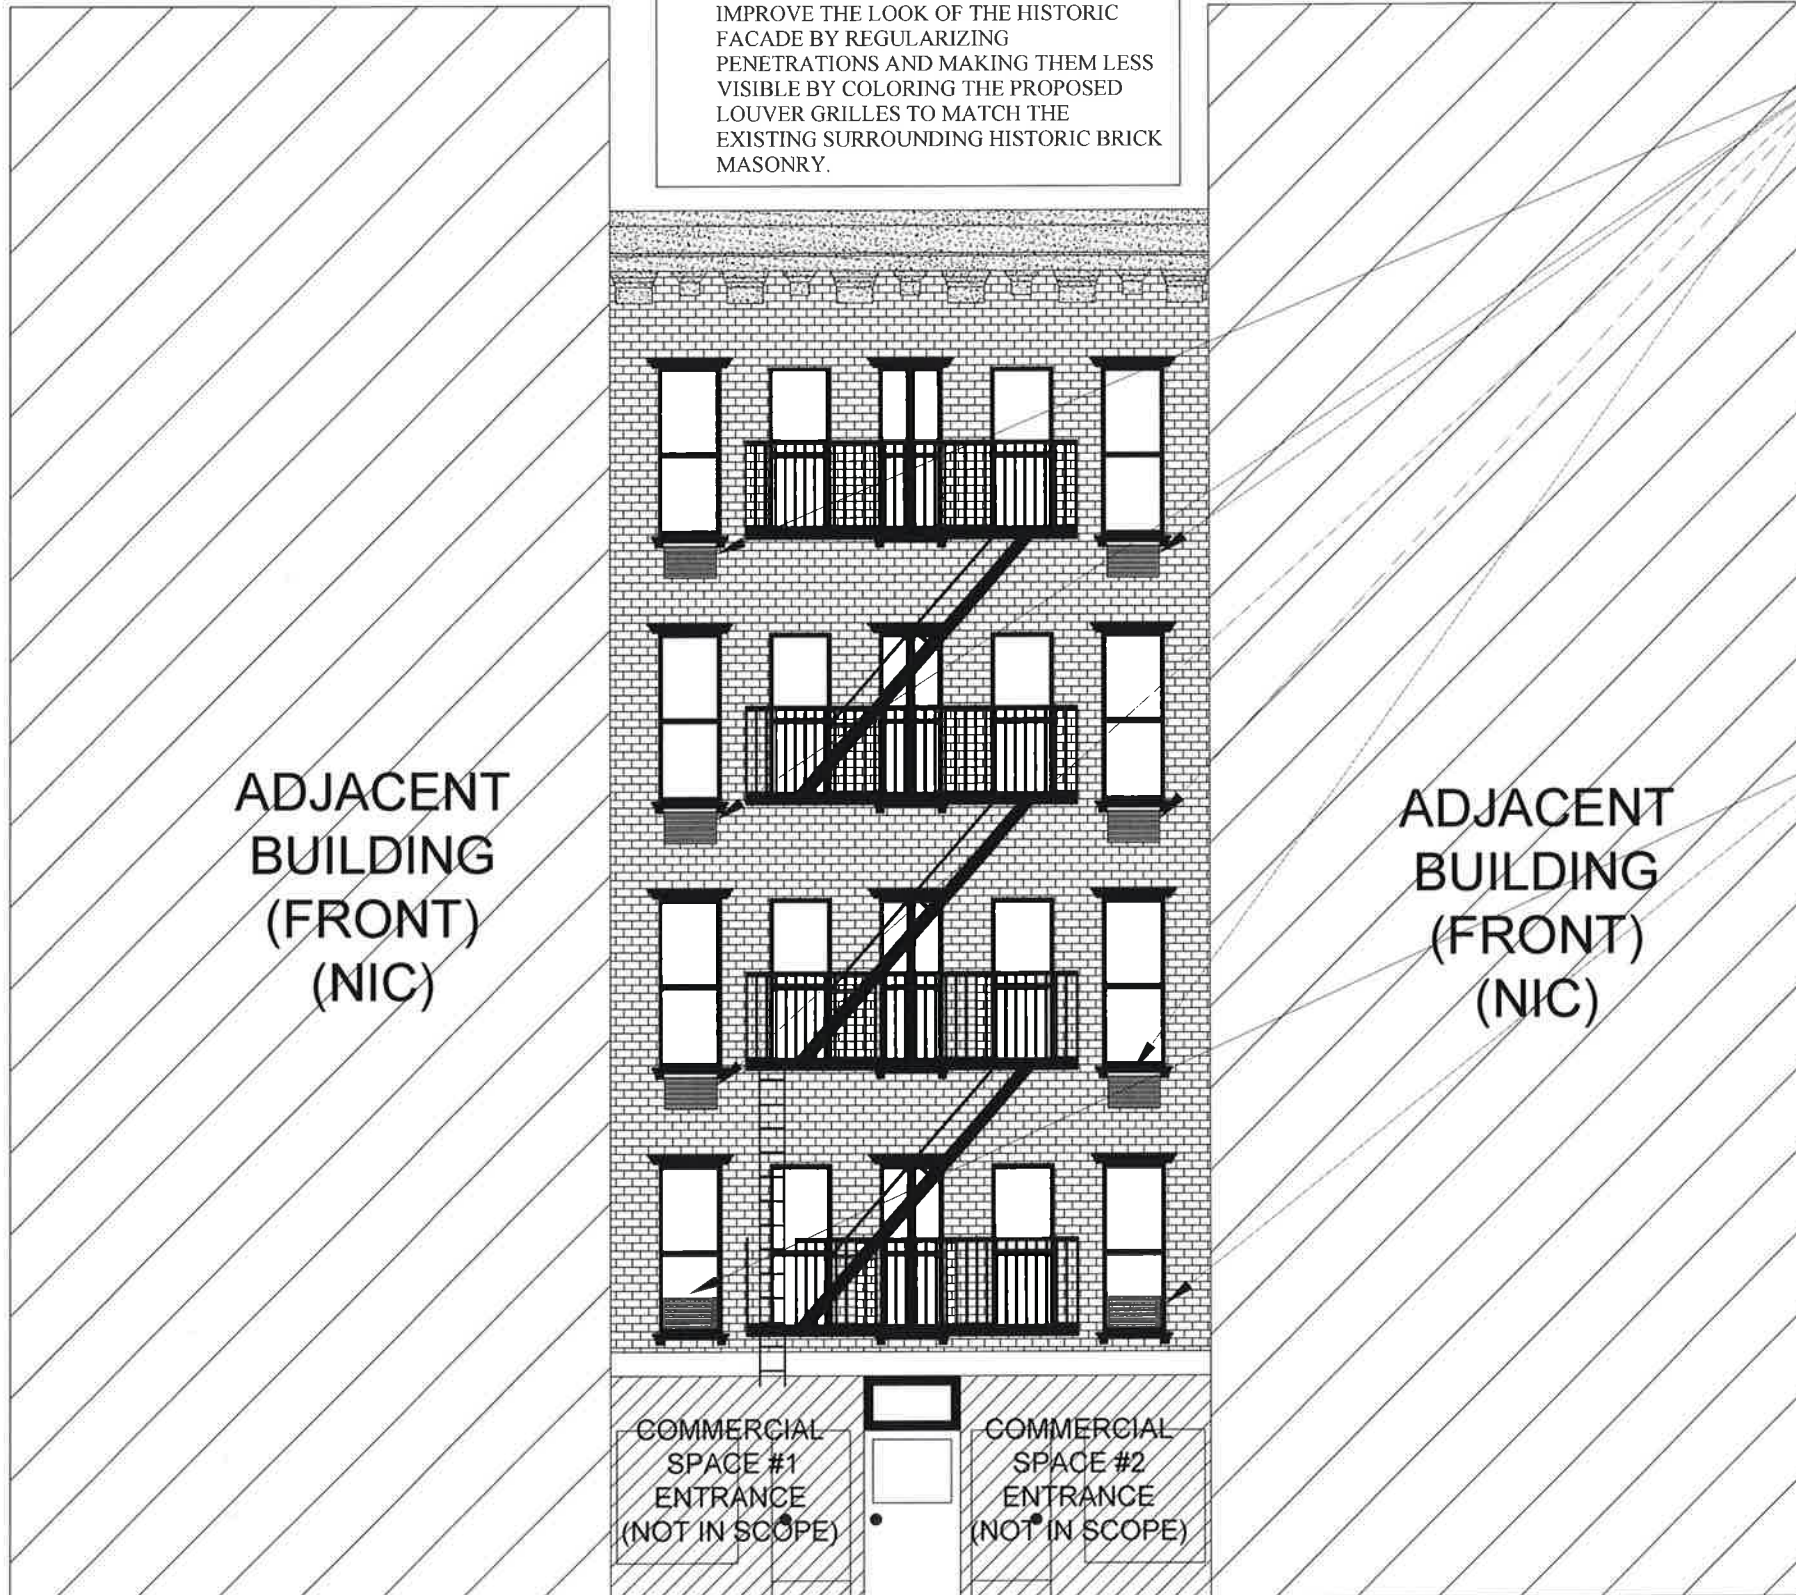 IMPROVE THE LOOK OF THE HISTORIC
FACADE BY REGULARIZING
PENETRATIONS AND MAKING THEM LESS
VISIBLE BY COLORING THE PROPOSED
LOUVER GRILLES TO MATCH THE
EXISTING SURROUNDING HISTORIC BRICK
MASONRY.
ADJACENT
BUILDING
(FRONT)
(NIC)
ADJACENT
BUILDING
(FRONT)
(NIC)
COMMERCIAL
SPACE #1
ENTRANCE
(NOT IN SCOPE)
COMMERCIAL
SPACE #2
ENTRANCE
(NOT IN SCOPE)